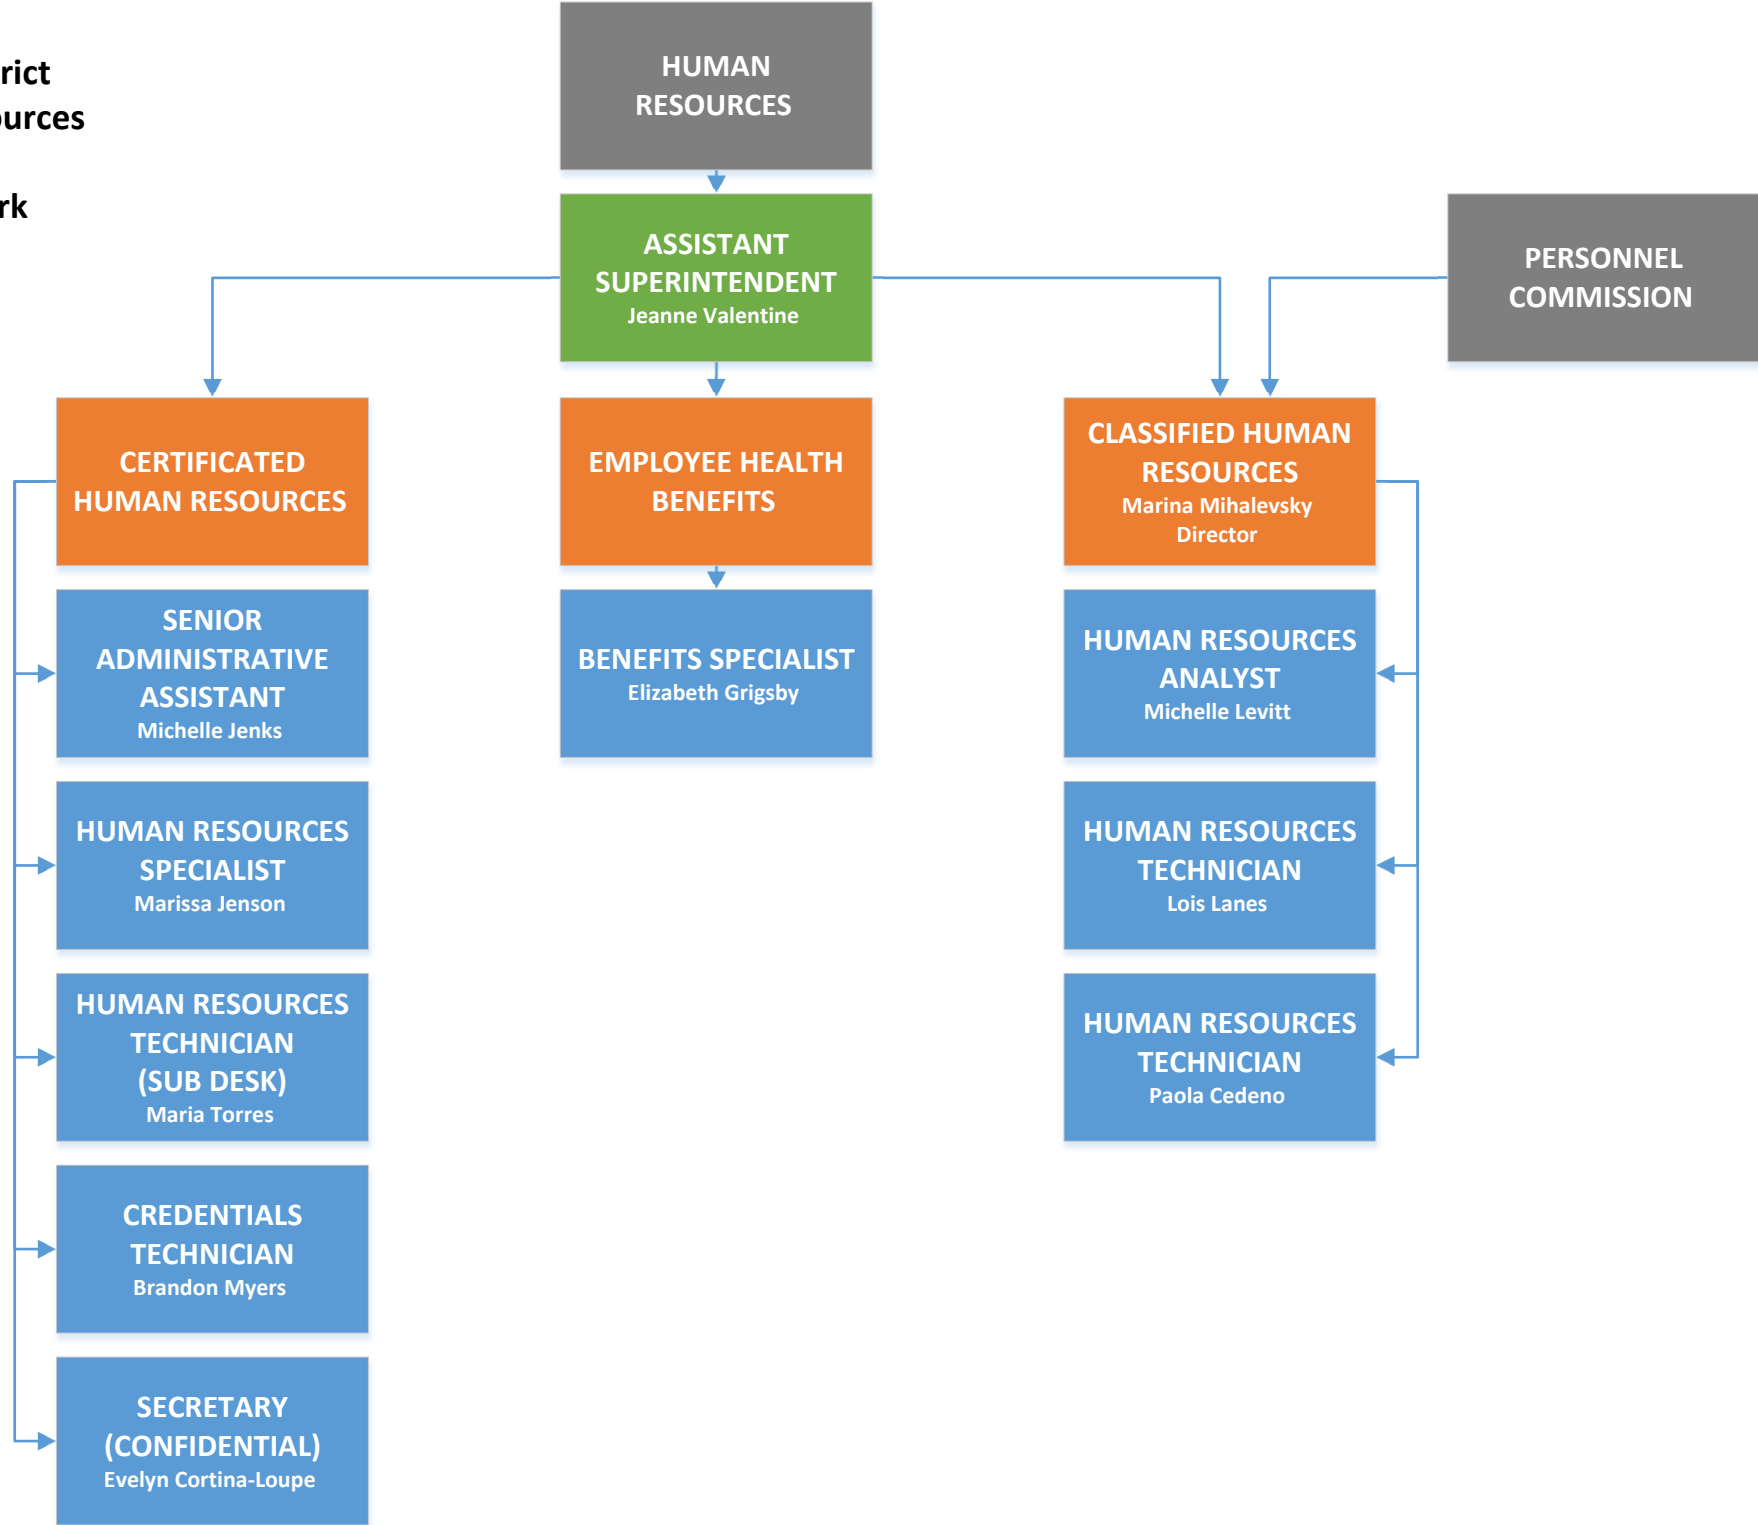 HUMAN
RESOURCES
ASSISTANT
SUPERINTENDENT
Jeanne Valentine
PERSONNEL
COMMISSION
CERTIFICATED
HUMAN RESOURCES
SENIOR
ADMINISTRATIVE
ASSISTANT
Michelle Jenks
HUMAN RESOURCES
SPECIALIST
Marissa Jenson
HUMAN RESOURCES
TECHNICIAN
(SUB DESK)
Maria Torres
CREDENTIALS
TECHNICIAN
Brandon Myers
SECRETARY
(CONFIDENTIAL)
Evelyn Cortina-Loupe
EMPLOYEE HEALTH
BENEFITS
BENEFITS SPECIALIST
Elizabeth Grigsby
CLASSIFIED HUMAN
RESOURCES
Marina Mihalevsky
Director
HUMAN RESOURCES
ANALYST
Michelle Levitt
HUMAN RESOURCES
TECHNICIAN
Lois Lanes
HUMAN RESOURCES
TECHNICIAN
Paola Cedeno